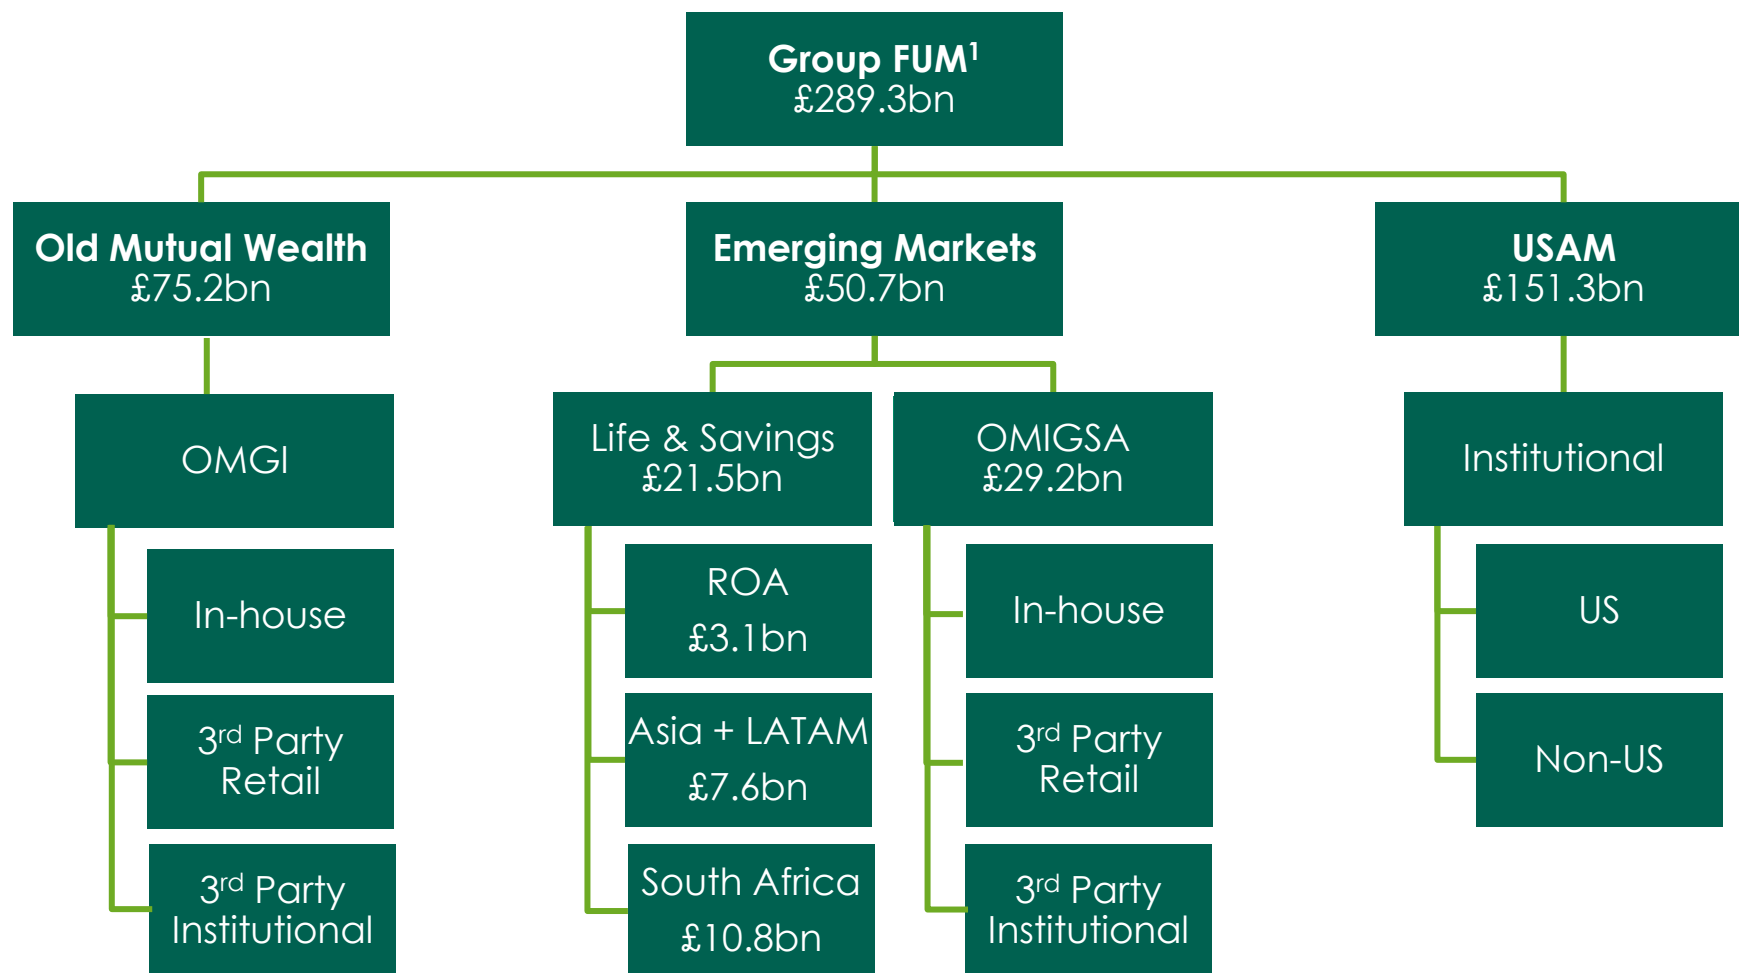 Group FUM¹
£289.3bn
Old Mutual Wealth
£75.2bn
Emerging Markets
£50.7bn
USAM
£151.3bn
OMGI
In-house
3rd Party
Retail
3rd Party
Institutional
Life & Savings
£21.5bn
ROA
£3.1bn
Asia + LATAM
£7.6bn
South Africa
£10.8bn
OMIGSA
£29.2bn
In-house
3rd Party
Retail
3rd Party
Institutional
Institutional
US
Non-US